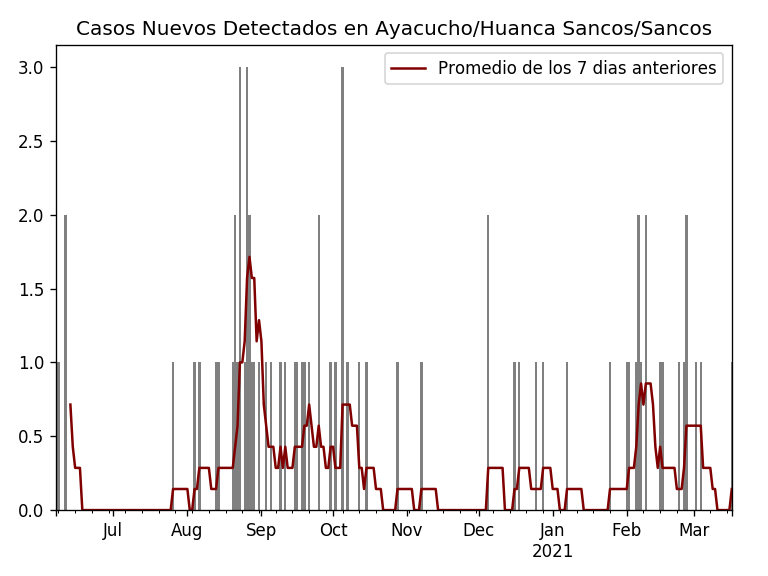 Casos Nuevos Detectados en Ayacucho/Huanca Sancos/Sancos
Promedio de los 7 dias anteriores
3.0
2.5
2.0
1.5
1.0
0.5
0.0
Jul Aug Sep Oct Nov Dec Jan Feb Mar
2021